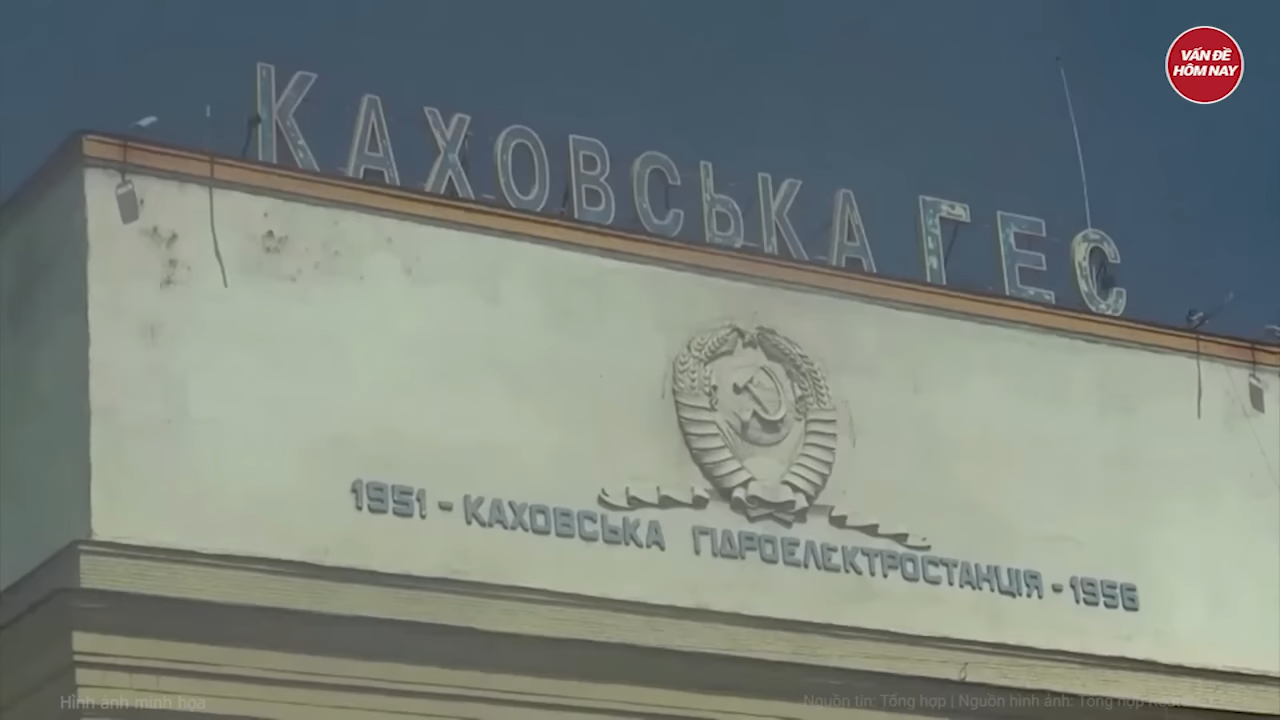 VẤN ĐỀ
HÔM NAY
КАХОВСЬКА ГЕС
1951 - КАХОВСЬКА ГІДРОЕЛЕКТРОСТАНЦІЯ - 1956
Hình ảnh minh họa
Nguồn tin: Tổng hợp | Nguồn hình ảnh: Tổng hợp